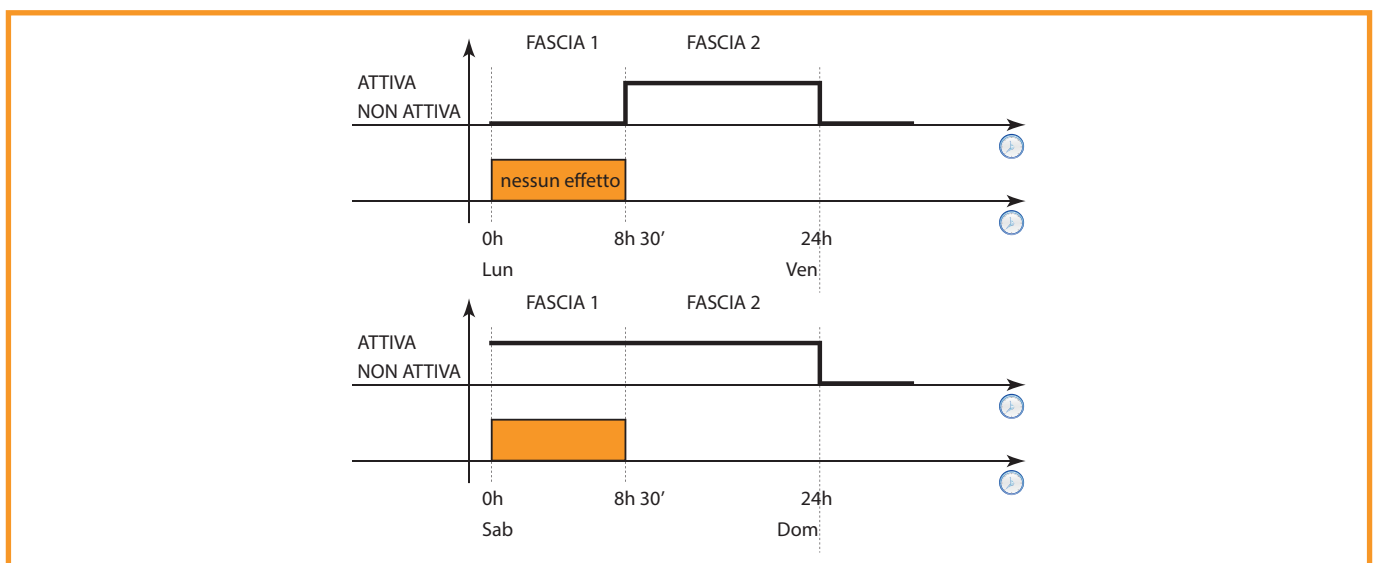 FASCIA 1 FASCIA 2
ATTIVA
NON ATTIVA
nessun effetto
0h 8h 30’ 24h
Lun Ven
FASCIA 1 FASCIA 2
ATTIVA
NON ATTIVA
0h 8h 30’ 24h
Sab Dom